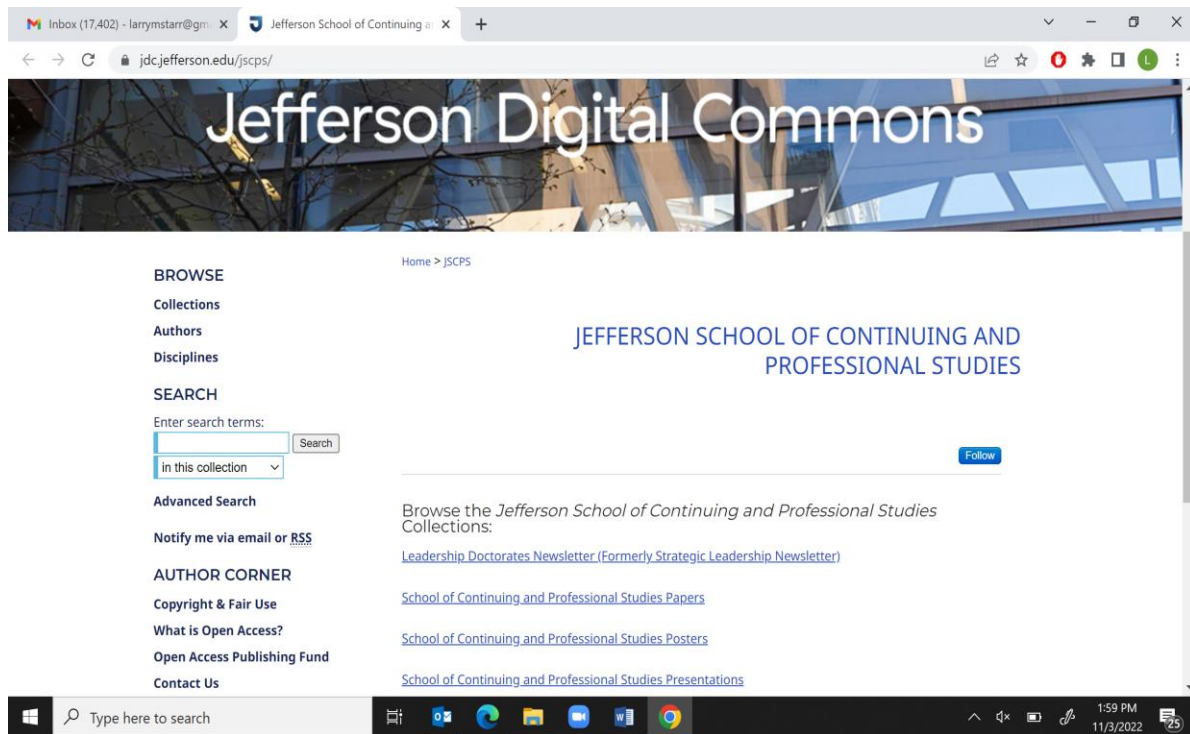 Inbox (17,402) - larrymstarr@gm
Jefferson School of Continuing a
jdc.jefferson.edu/jscps/
L
Jefferson Digital Commons
Home > JSCPS
BROWSE
Collections
Authors
Disciplines
SEARCH
Enter search terms:
Search
in this collection
Advanced Search
Notify me via email or RSS
AUTHOR CORNER
Copyright & Fair Use
What is Open Access?
Open Access Publishing Fund
Contact Us
JEFFERSON SCHOOL OF CONTINUING AND
PROFESSIONAL STUDIES
Follow
Browse the Jefferson School of Continuing and Professional Studies
Collections:
Leadership Doctorates Newsletter (Formerly Strategic Leadership Newsletter)
School of Continuing and Professional Studies Papers
School of Continuing and Professional Studies Posters
School of Continuing and Professional Studies Presentations
Type here to search
1:59 PM
11/3/2022
25